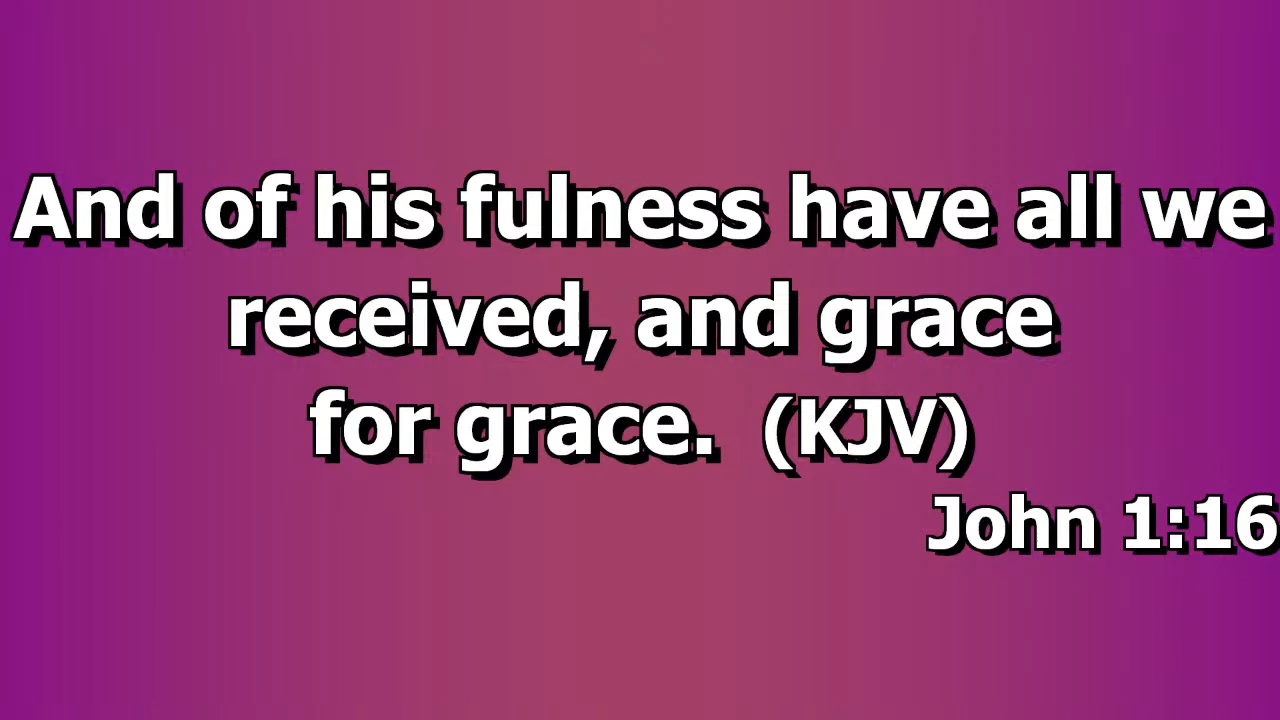 And of his fulness have all we
received, and grace
for grace.  (KJV)
John 1:16